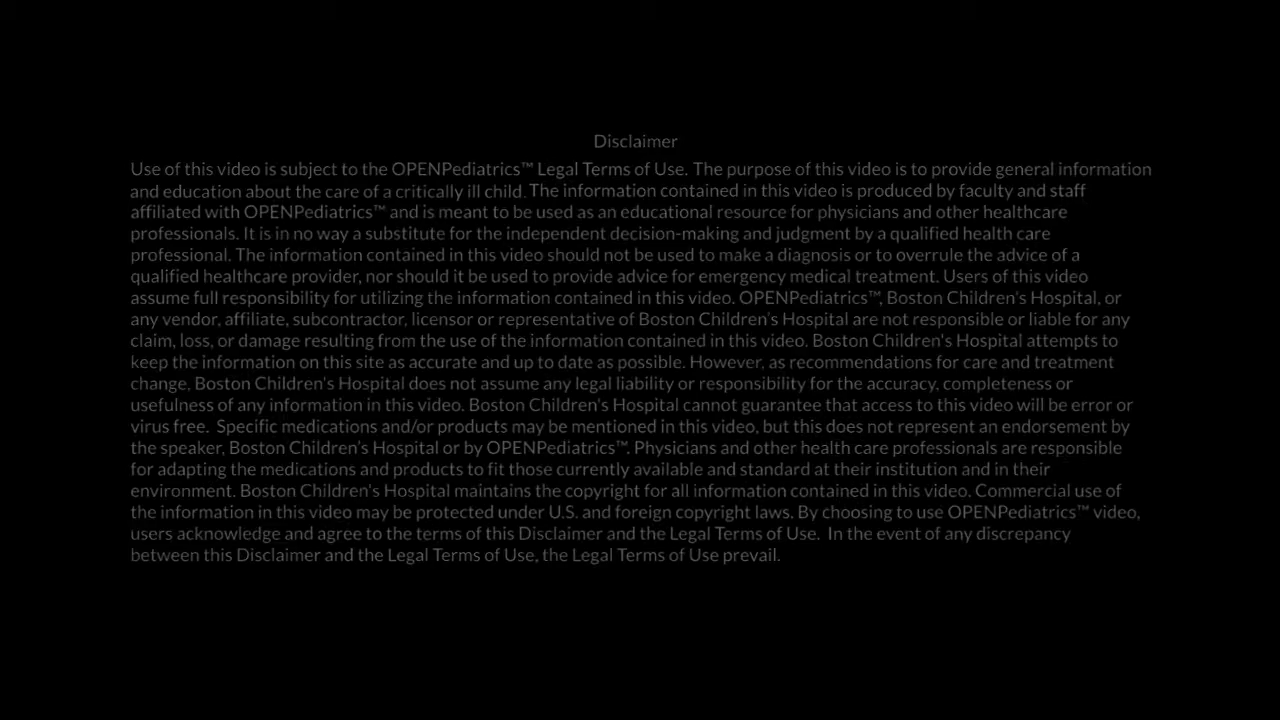 Disclaimer
Use of this video is subject to the OPENPediatrics™ Legal Terms of Use. The purpose of this video is to provide general information
and education about the care of a critically ill child. The information contained in this video is produced by faculty and staff
affiliated with OPENPediatrics™ and is meant to be used as an educational resource for physicians and other healthcare
professionals. It is in no way a substitute for the independent decision-making and judgment by a qualified health care
professional. The information contained in this video should not be used to make a diagnosis or to overrule the advice of a
qualified healthcare provider, nor should it be used to provide advice for emergency medical treatment. Users of this video
assume full responsibility for utilizing the information contained in this video. OPENPediatrics™, Boston Children's Hospital, or
any vendor, affiliate, subcontractor, licensor or representative of Boston Children's Hospital are not responsible or liable for any
claim, loss, or damage resulting from the use of the information contained in this video. Boston Children's Hospital attempts to
keep the information on this site as accurate and up to date as possible. However, as recommendations for care and treatment
change, Boston Children's Hospital does not assume any legal liability or responsibility for the accuracy, completeness or
usefulness of any information in this video. Boston Children's Hospital cannot guarantee that access to this video will be error or
virus free.  Specific medications and/or products may be mentioned in this video, but this does not represent an endorsement by
the speaker, Boston Children's Hospital or by OPENPediatrics™. Physicians and other health care professionals are responsible
for adapting the medications and products to fit those currently available and standard at their institution and in their
environment. Boston Children's Hospital maintains the copyright for all information contained in this video. Commercial use of
the information in this video may be protected under U.S. and foreign copyright laws. By choosing to use OPENPediatrics™ video,
users acknowledge and agree to the terms of this Disclaimer and the Legal Terms of Use.  In the event of any discrepancy
between this Disclaimer and the Legal Terms of Use, the Legal Terms of Use prevail.